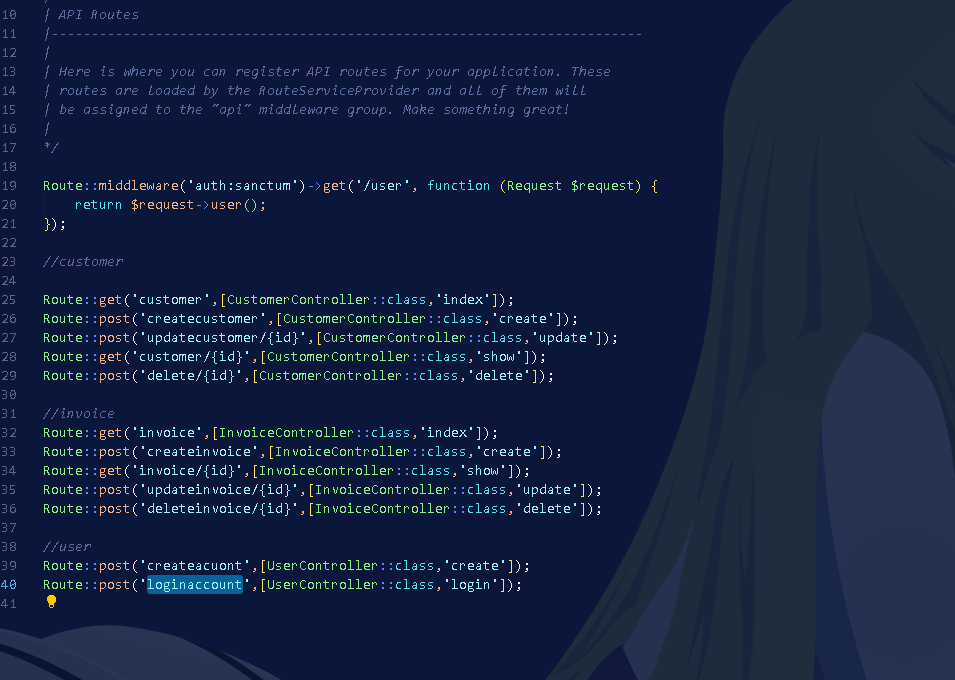 10 | API Routes
11 |--------------------------------------------------------------------------
12 |
13 | Here is where you can register API routes for your application. These
14 | routes are loaded by the RouteServiceProvider and all of them will
15 | be assigned to the "api" middleware group. Make something great!
16 |
17 */
18
19 Route::middleware('auth:sanctum')->get('/user', function (Request $request) {
20     return $request->user();
21 });
22
23 //customer
24
25 Route::get('customer',[CustomerController::class,'index']);
26 Route::post('createcustomer',[CustomerController::class,'create']);
27 Route::post('updatecustomer/{id}',[CustomerController::class,'update']);
28 Route::get('customer/{id}',[CustomerController::class,'show']);
29 Route::post('delete/{id}',[CustomerController::class,'delete']);
30
31 //invoice
32 Route::get('invoice',[InvoiceController::class,'index']);
33 Route::post('createinvoice',[InvoiceController::class,'create']);
34 Route::get('invoice/{id}',[InvoiceController::class,'show']);
35 Route::post('updateinvoice/{id}',[InvoiceController::class,'update']);
36 Route::post('deleteinvoice/{id}',[InvoiceController::class,'delete']);
37
38 //user
39 Route::post('createacuont',[UserController::class,'create']);
40 Route::post('loginaccount',[UserController::class,'login']);
41